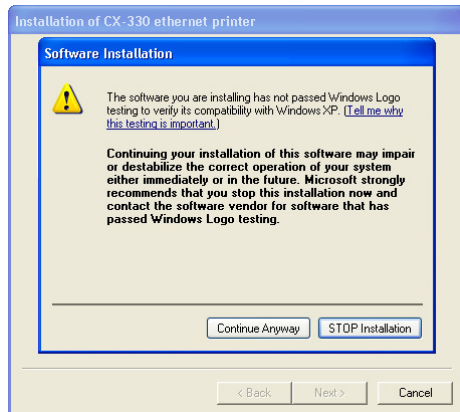 Installation of CX-330 ethernet printer
Software Installation
The software you are installing has not passed Windows Logo
testing to verify its compatibility with Windows XP. (Tell me why
this testing is important.)
Continuing your installation of this software may impair
or destabilize the correct operation of your system
either immediately or in the future. Microsoft strongly
recommends that you stop this installation now and
contact the software vendor for software that has
passed Windows Logo testing.
Continue Anyway STOP Installation
< Back Next > Cancel